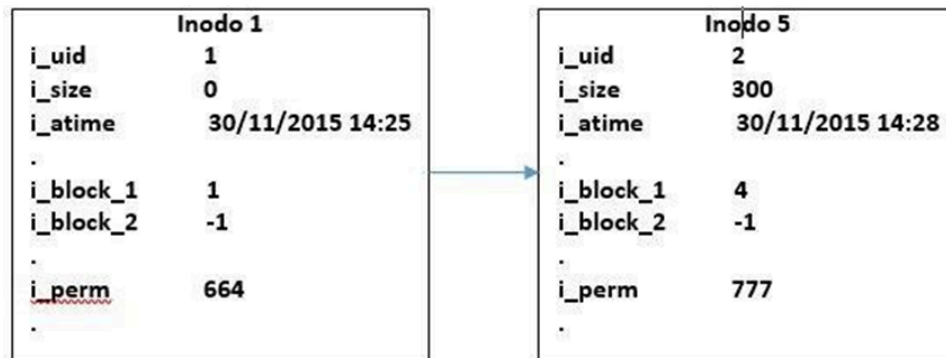 Inodo 1
i_uid 1
i_size 0
i_atime 30/11/2015 14:25
.
i_block_1 1
i_block_2 -1
.
i_perm 664
.
Inodo 5
i_uid 2
i_size 300
i_atime 30/11/2015 14:28
.
i_block_1 4
i_block_2 -1
.
i_perm 777
.